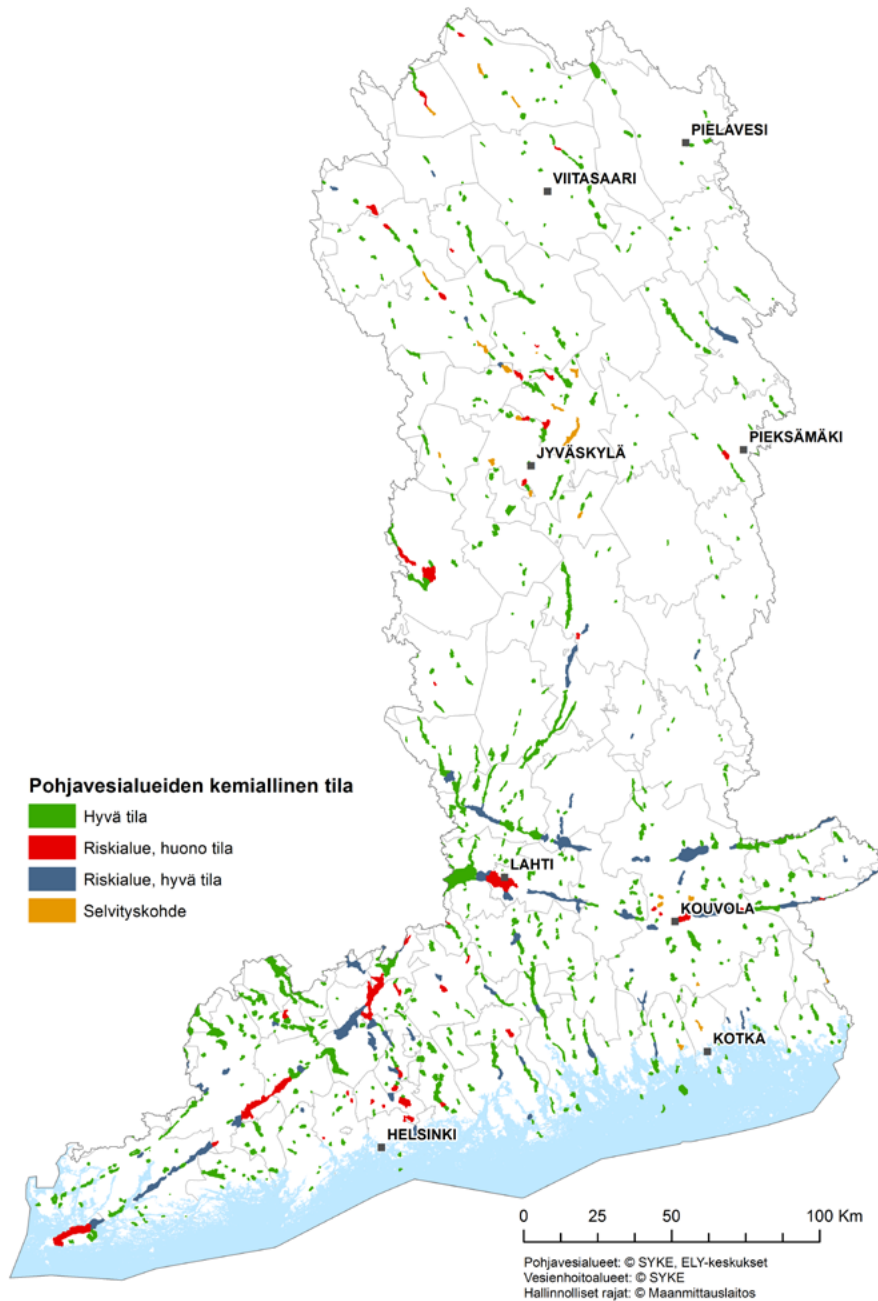 PIELAVESI
VIITASAARI
PIEKSÄMÄKI
JYVÄSKYLÄ
Pohjavesialueiden kemiallinen tila
Hyvä tila
Riskialue, huono tila
Riskialue, hyvä tila
Selvityskohde
LAHTI
KOUVOLA
KOTKA
HELSINKI
0 25 50 100 Km
Pohjavesialueet: © SYKE, ELY-keskukset
Vesienhoitoalueet: © SYKE
Hallinnolliset rajat: © Maanmittauslaitos